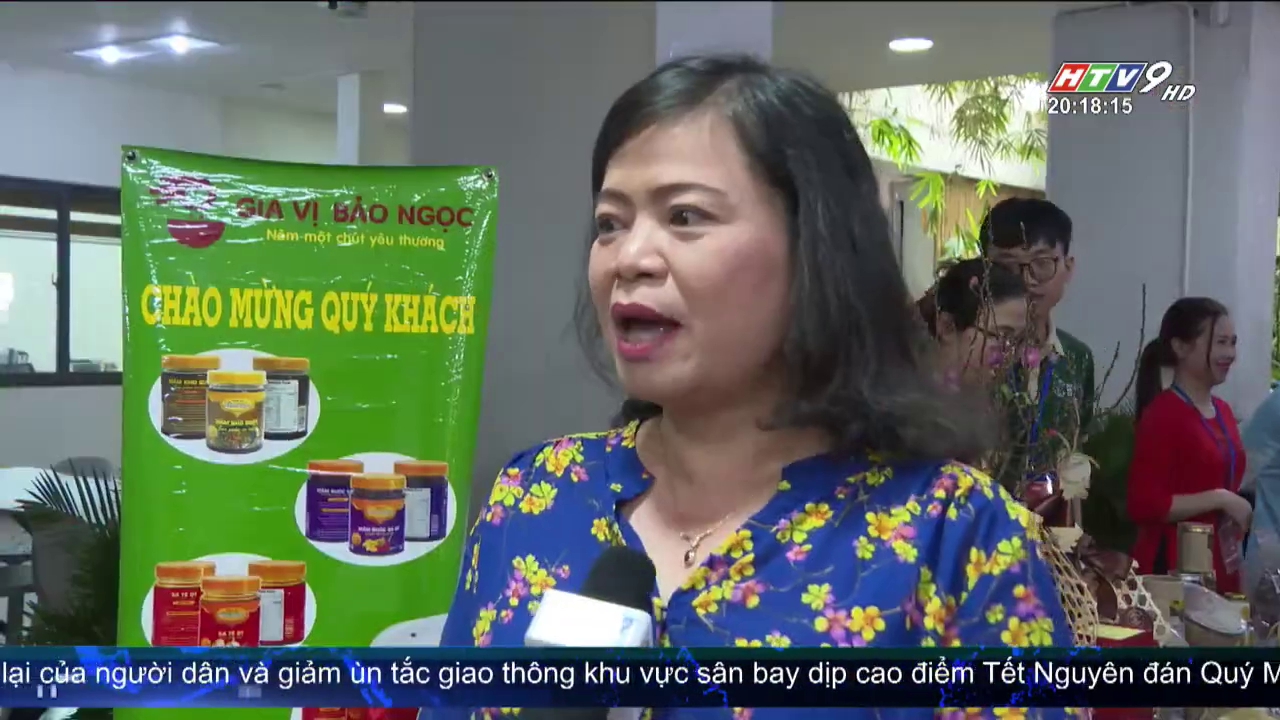 HTV9 HD
20:18:15
GIA VỊ BẢO NGỌC
Nêm một chút yêu thương
CHÀO MỪNG QUÝ KHÁCH
lại của người dân và giảm ùn tắc giao thông khu vực sân bay dịp cao điểm Tết Nguyên đán Quý M